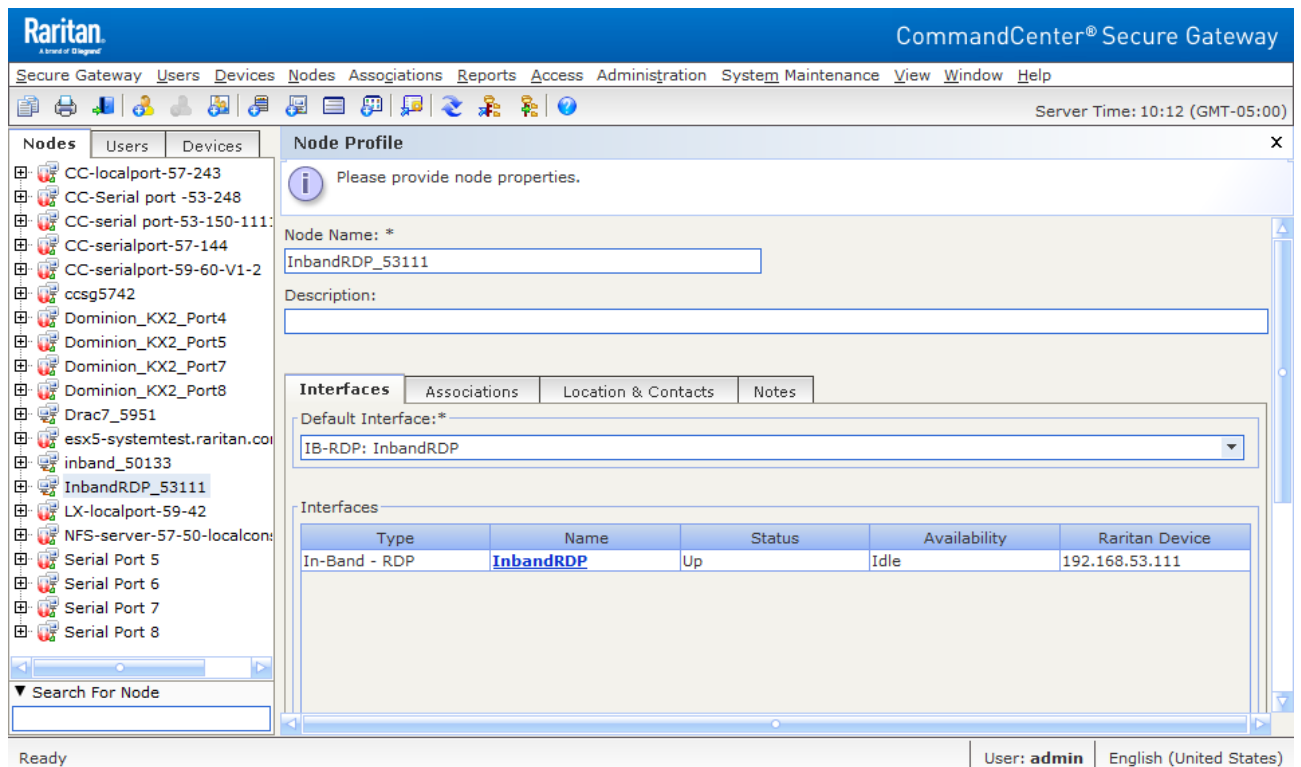 Raritan.
A brand of legrand
CommandCenter® Secure Gateway
Secure Gateway Users Devices Nodes Associations Reports Access Administration System Maintenance View Window Help
Server Time: 10:12 (GMT-05:00)
Nodes Users Devices
CC-localport-57-243
CC-Serial port -53-248
CC-serial port-53-150-111
CC-serialport-57-144
CC-serialport-59-60-V1-2
ccsg5742
Dominion_KX2_Port4
Dominion_KX2_Port5
Dominion_KX2_Port7
Dominion_KX2_Port8
Drac7_5951
esx5-systemtest.raritan.co
inband_50133
InbandRDP_53111
LX-localport-59-42
NFS-server-57-50-localcon
Serial Port 5
Serial Port 6
Serial Port 7
Serial Port 8
Search For Node
Node Profile X
Please provide node properties.
Node Name: *
InbandRDP_53111
Description:
Interfaces Associations Location & Contacts Notes
Default Interface:*
IB-RDP: InbandRDP
Interfaces
Type Name Status Availability Raritan Device
In-Band - RDP InbandRDP Up Idle 192.168.53.111
Ready
User: admin English (United States)